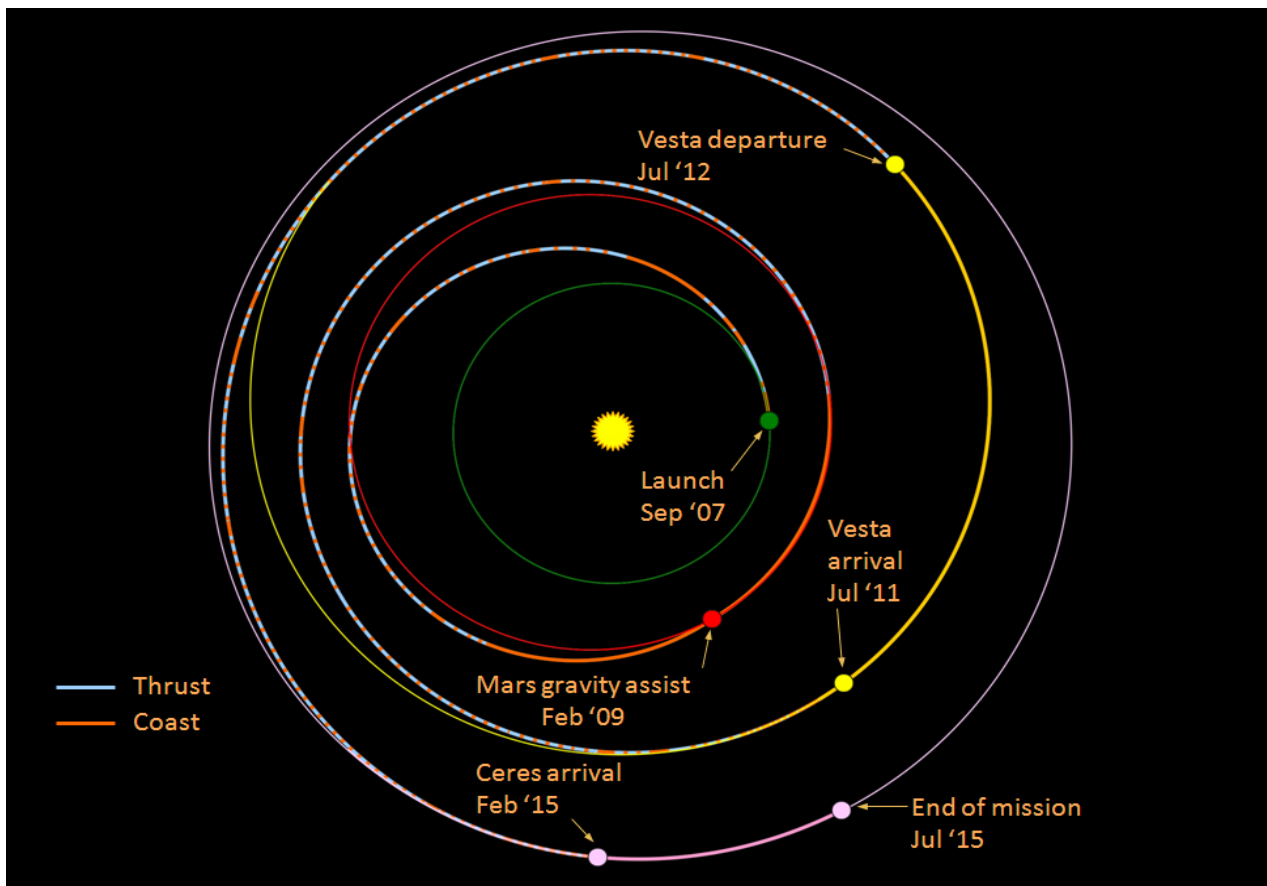 Vesta departure
Jul ‘12
Launch
Sep ‘07
Vesta
arrival
Jul ‘11
Mars gravity assist
Feb ‘09
Thrust
Coast
Ceres arrival
Feb ‘15
End of mission
Jul ‘15